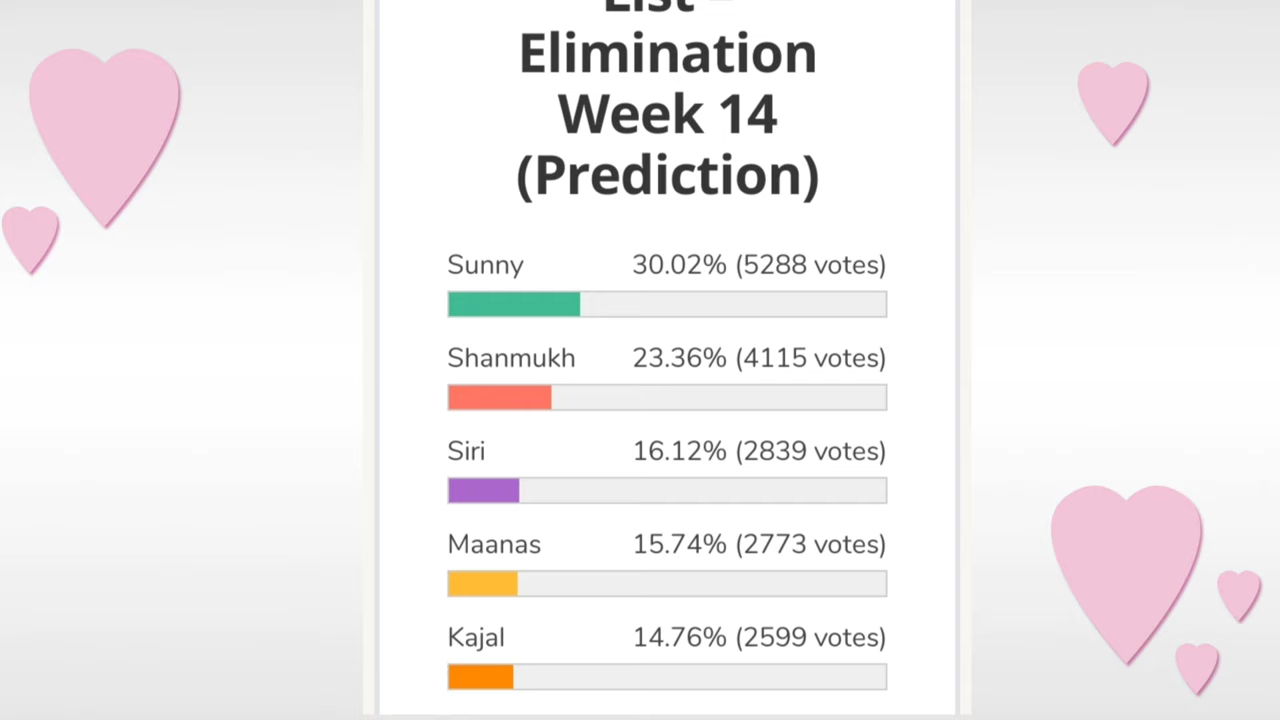 List –
Elimination
Week 14
(Prediction)
Sunny 30.02% (5288 votes)
Shanmukh 23.36% (4115 votes)
Siri 16.12% (2839 votes)
Maanas 15.74% (2773 votes)
Kajal 14.76% (2599 votes)